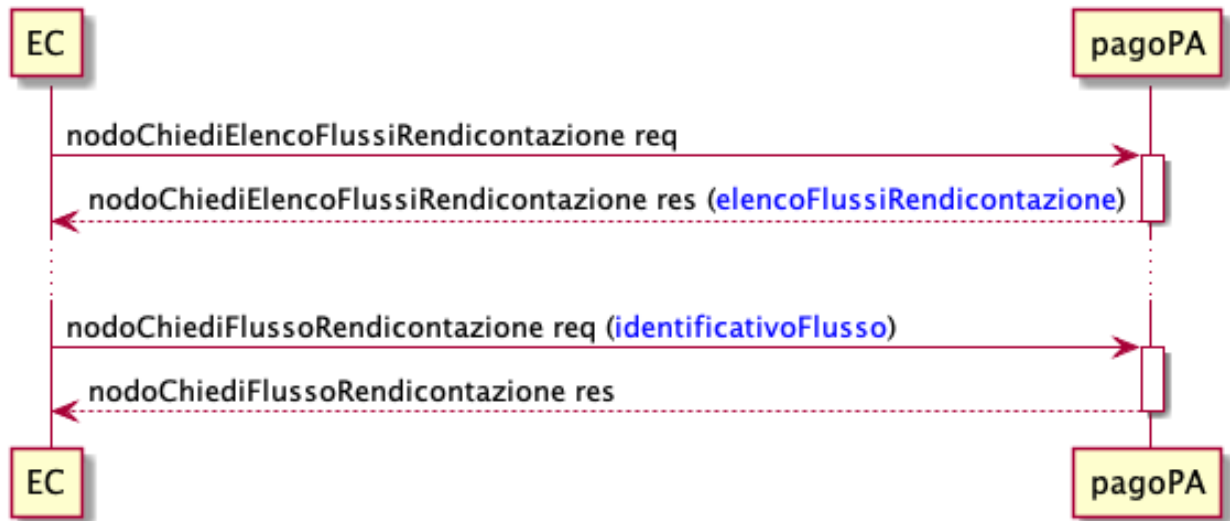 EC
pagoPA
nodoChiediElencoFlussiRendicontazione req
nodoChiediElencoFlussiRendicontazione res (elencoFlussiRendicontazione)
nodoChiediFlussoRendicontazione req (identificativoFlusso)
nodoChiediFlussoRendicontazione res
EC
pagoPA